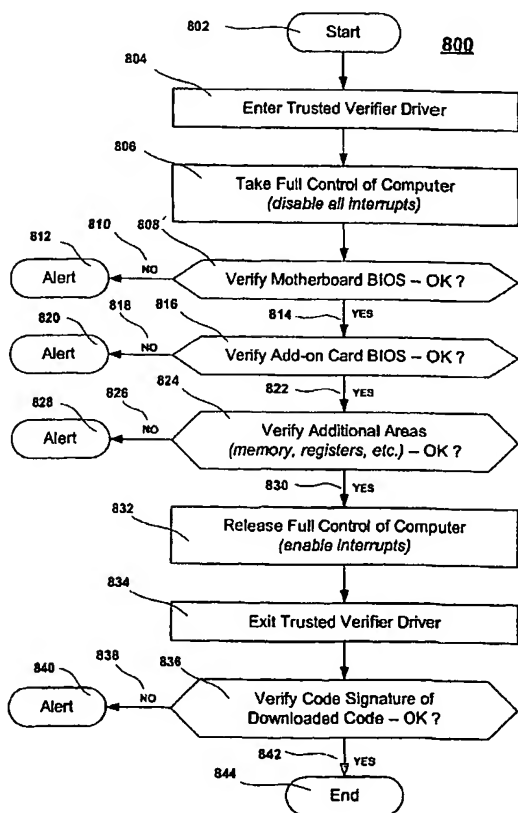 802
Start
800
804
Enter Trusted Verifier Driver
806
Take Full Control of Computer
(disable all Interrupts)
812
810
808'
Alert
NO
Verify Motherboard BIOS – OK ?
814
YES
820
818
816
Alert
NO
Verify Add-on Card BIOS – OK ?
822
YES
828
826
824
Alert
NO
Verify Additional Areas
(memory, registers, etc.) – OK ?
830
YES
832
Release Full Control of Computer
(enable Interrupts)
834
Exit Trusted Verifier Driver
840
838
836
Alert
NO
Verify Code Signature of
Downloaded Code – OK ?
842
YES
844
End